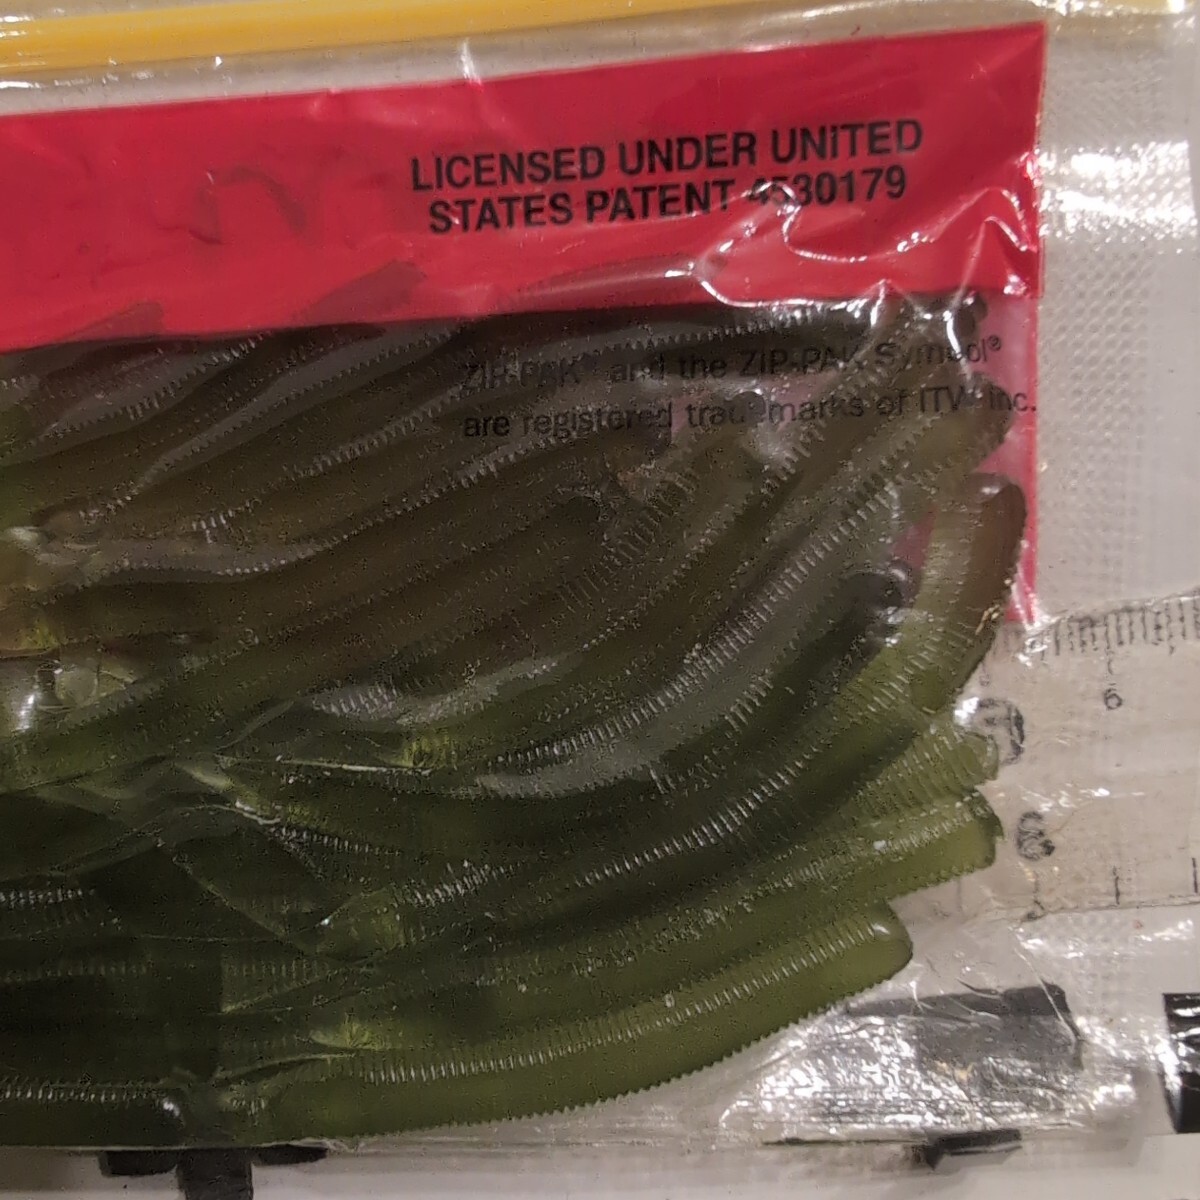 LICENSED UNDER UNITED
STATES PATENT 4530179
ZIP-PAK® and the ZIP-PAK Symbol®
are registered trademarks of ITW Inc.
6
6